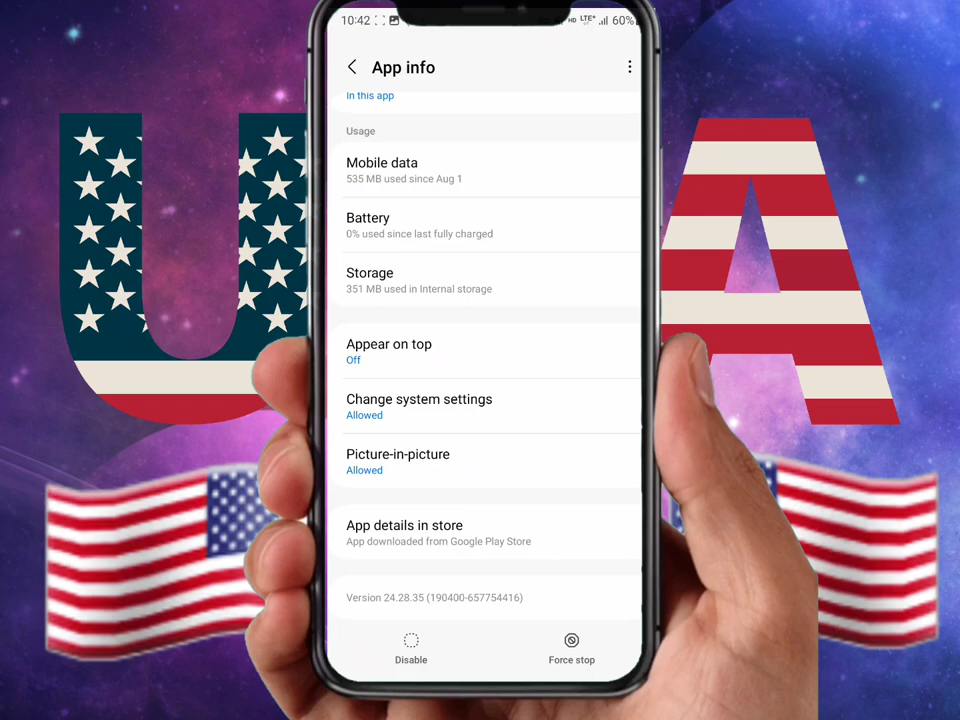 10:42
HD LTE+ 60%
App info
In this app
Usage
Mobile data
535 MB used since Aug 1
Battery
0% used since last fully charged
Storage
351 MB used in Internal storage
Appear on top
Off
Change system settings
Allowed
Picture-in-picture
Allowed
App details in store
App downloaded from Google Play Store
Version 24.28.35 (190400-657754416)
Disable
Force stop
U A